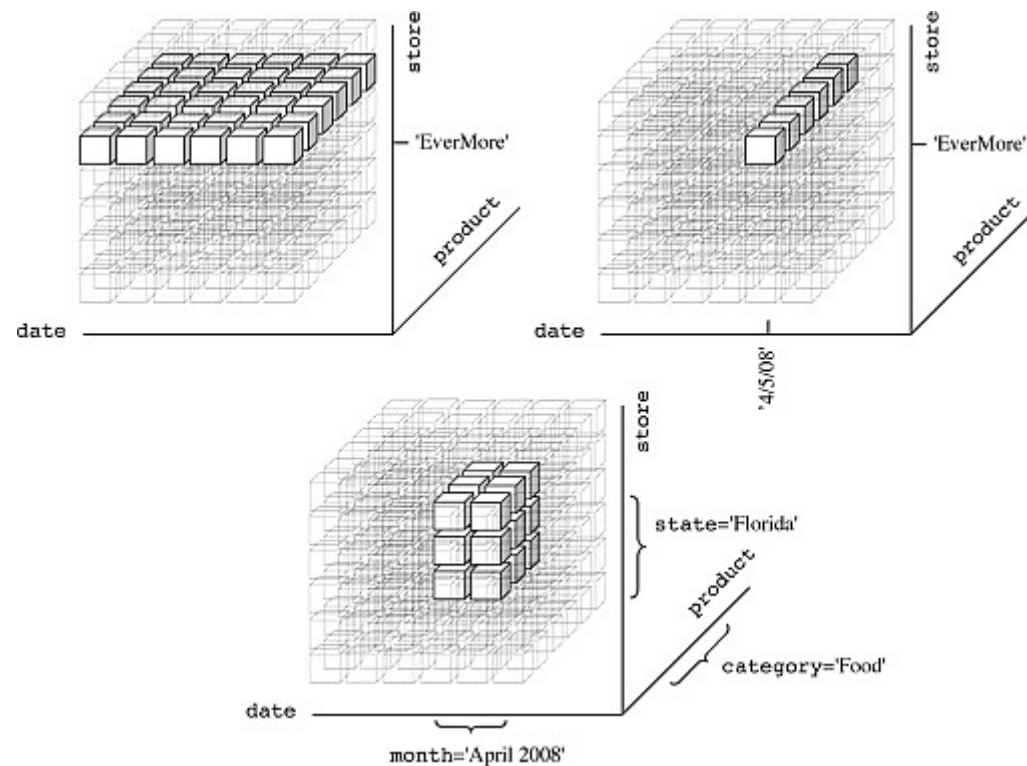 store
'EverMore'
product
date
store
'EverMore'
product
date
'4/5/08'
store
state='Florida'
product
category='Food'
date
month='April 2008'